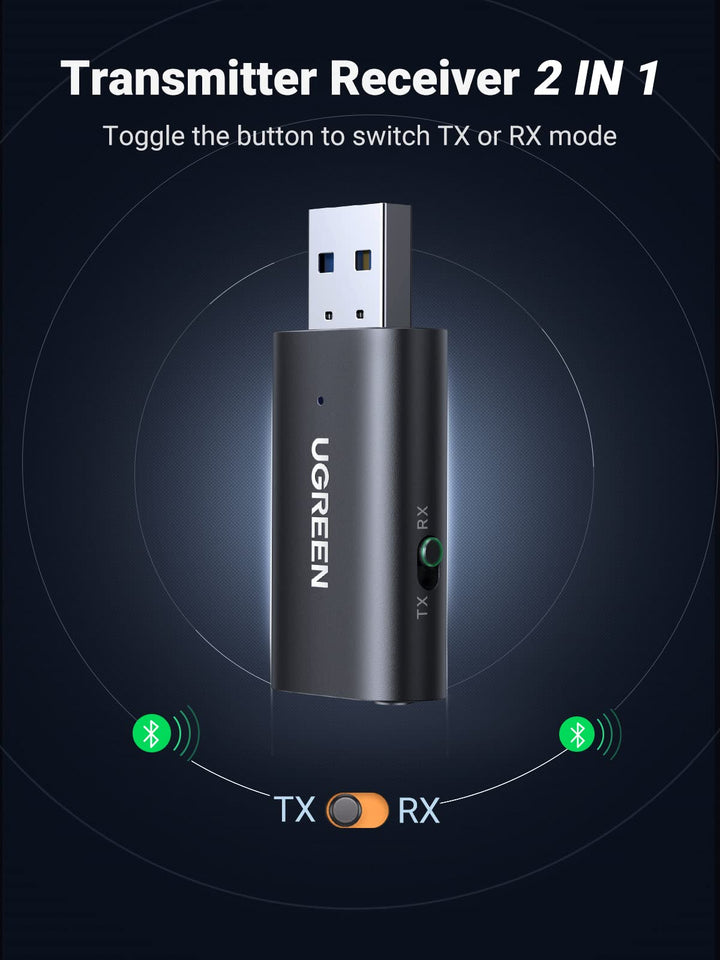 Transmitter Receiver 2 IN 1
Toggle the button to switch TX or RX mode
UGREEN
RX
TX
TX RX